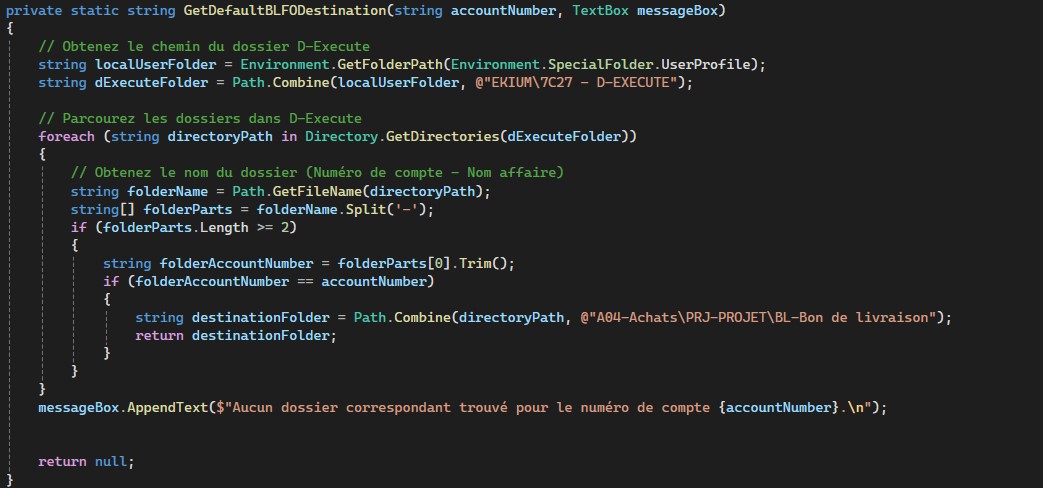 private static string GetDefaultBLFODestination(string accountNumber, TextBox messageBox)
{
// Obtenez le chemin du dossier D-Execute
string localUserFolder = Environment.GetFolderPath(Environment.SpecialFolder.UserProfile);
string dExecuteFolder = Path.Combine(localUserFolder, @"EKIUM\7C27 - D-EXECUTE");
// Parcourez les dossiers dans D-Execute
foreach (string directoryPath in Directory.GetDirectories(dExecuteFolder))
{
// Obtenez le nom du dossier (Numéro de compte - Nom affaire)
string folderName = Path.GetFileName(directoryPath);
string[] folderParts = folderName.Split('-');
if (folderParts.Length >= 2)
{
string folderAccountNumber = folderParts[0].Trim();
if (folderAccountNumber == accountNumber)
{
string destinationFolder = Path.Combine(directoryPath, @"A04-Achats\PRJ-PROJET\BL-Bon de livraison");
return destinationFolder;
}
}
}
messageBox.AppendText($"Aucun dossier correspondant trouvé pour le numéro de compte {accountNumber}.\n");
return null;
}